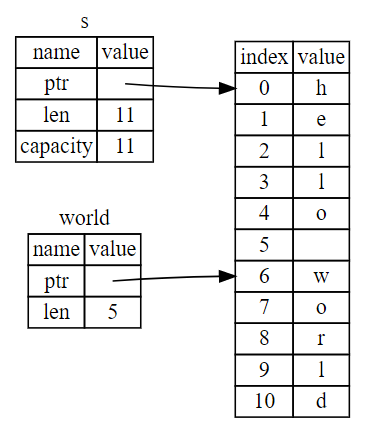 s
name value
ptr
len 11
capacity 11
world
name value
ptr
len 5
index value
0 h
1 e
2 l
3 l
4 o
5
6 w
7 o
8 r
9 l
10 d